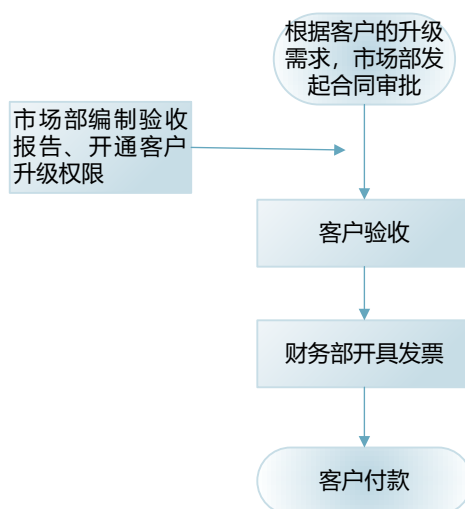 根据客户的升级
需求，市场部发
起合同审批
市场部编制验收
报告、开通客户
升级权限
客户验收
财务部开具发票
客户付款